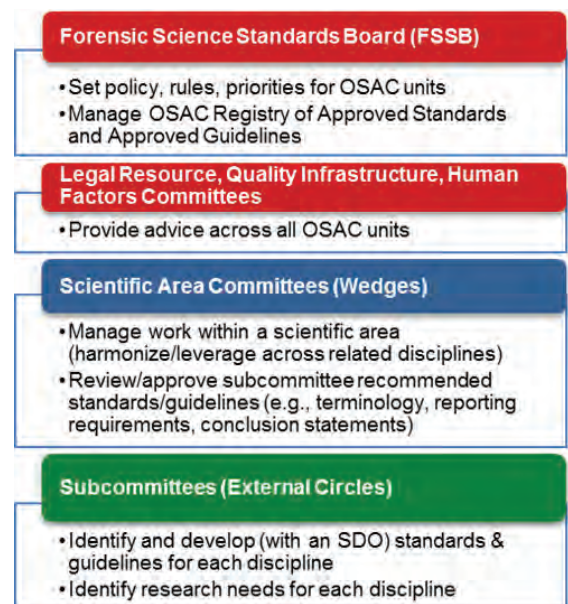 Forensic Science Standards Board (FSSB)
•Set policy, rules, priorities for OSAC units
•Manage OSAC Registry of Approved Standards
and Approved Guidelines
Legal Resource, Quality Infrastructure, Human
Factors Committees
•Provide advice across all OSAC units
Scientific Area Committees (Wedges)
•Manage work within a scientific area
(harmonize/leverage across related disciplines)
•Review/approve subcommittee recommended
standards/guidelines (e.g., terminology, reporting
requirements, conclusion statements)
Subcommittees (External Circles)
•Identify and develop (with an SDO) standards &
guidelines for each discipline
•Identify research needs for each discipline